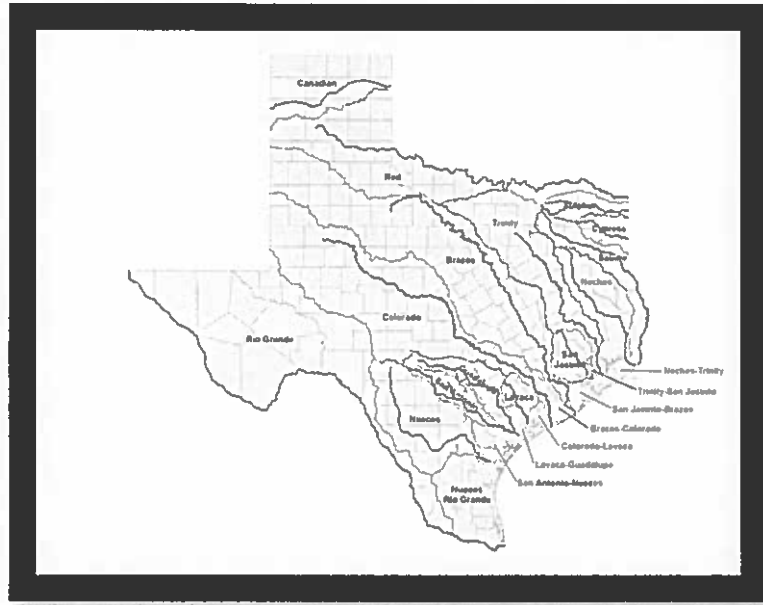 Canadian
Red
Sulphur
Trinity
Cypress
Sabine
Brazos
Neches
Colorado
Rio Grande
San
Jacinto
Neches-Trinity
Trinity-San Jacinto
Lavaca
San Jacinto-Brazos
Nueces
Brazos-Colorado
Colorado-Lavaca
Lavaca-Guadalupe
San Antonio-Nueces
Nueces
Rio Grande